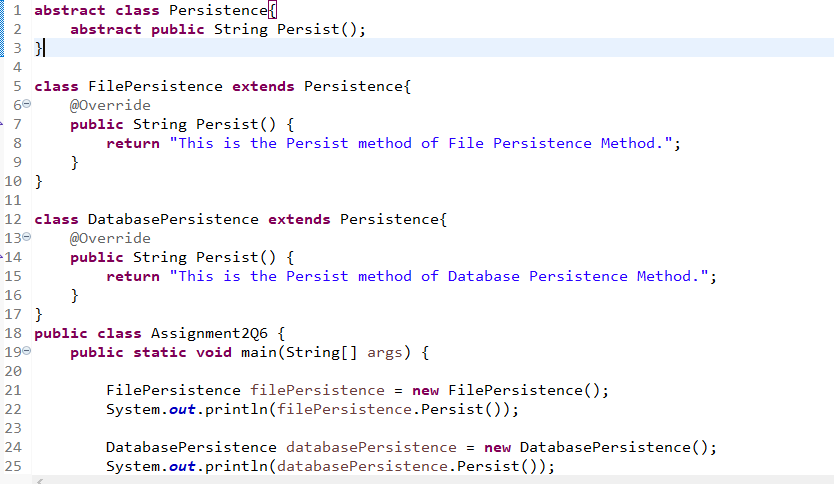 1 abstract class Persistence{
2     abstract public String Persist();
3 }
4
5 class FilePersistence extends Persistence{
6     @Override
7     public String Persist() {
8         return "This is the Persist method of File Persistence Method.";
9     }
10 }
11
12 class DatabasePersistence extends Persistence{
13     @Override
14     public String Persist() {
15         return "This is the Persist method of Database Persistence Method.";
16     }
17 }
18 public class Assignment2Q6 {
19     public static void main(String[] args) {
20
21         FilePersistence filePersistence = new FilePersistence();
22         System.out.println(filePersistence.Persist());
23
24         DatabasePersistence databasePersistence = new DatabasePersistence();
25         System.out.println(databasePersistence.Persist());